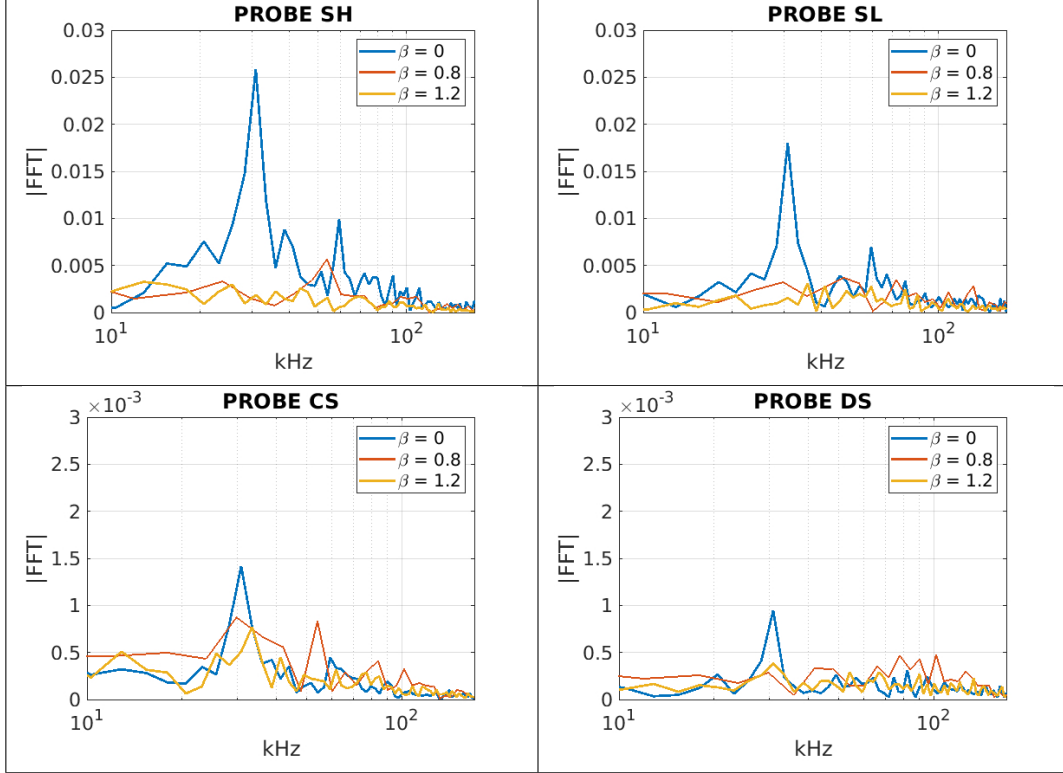 PROBE SH
0.03
0.025
0.02
0.015
0.01
0.005
0
|FFT|
10^1
10^2
kHz
β = 0
β = 0.8
β = 1.2
PROBE SL
0.03
0.025
0.02
0.015
0.01
0.005
0
|FFT|
10^1
10^2
kHz
β = 0
β = 0.8
β = 1.2
PROBE CS
×10^-3
3
2.5
2
1.5
1
0.5
0
|FFT|
10^1
10^2
kHz
β = 0
β = 0.8
β = 1.2
PROBE DS
×10^-3
3
2.5
2
1.5
1
0.5
0
|FFT|
10^1
10^2
kHz
β = 0
β = 0.8
β = 1.2